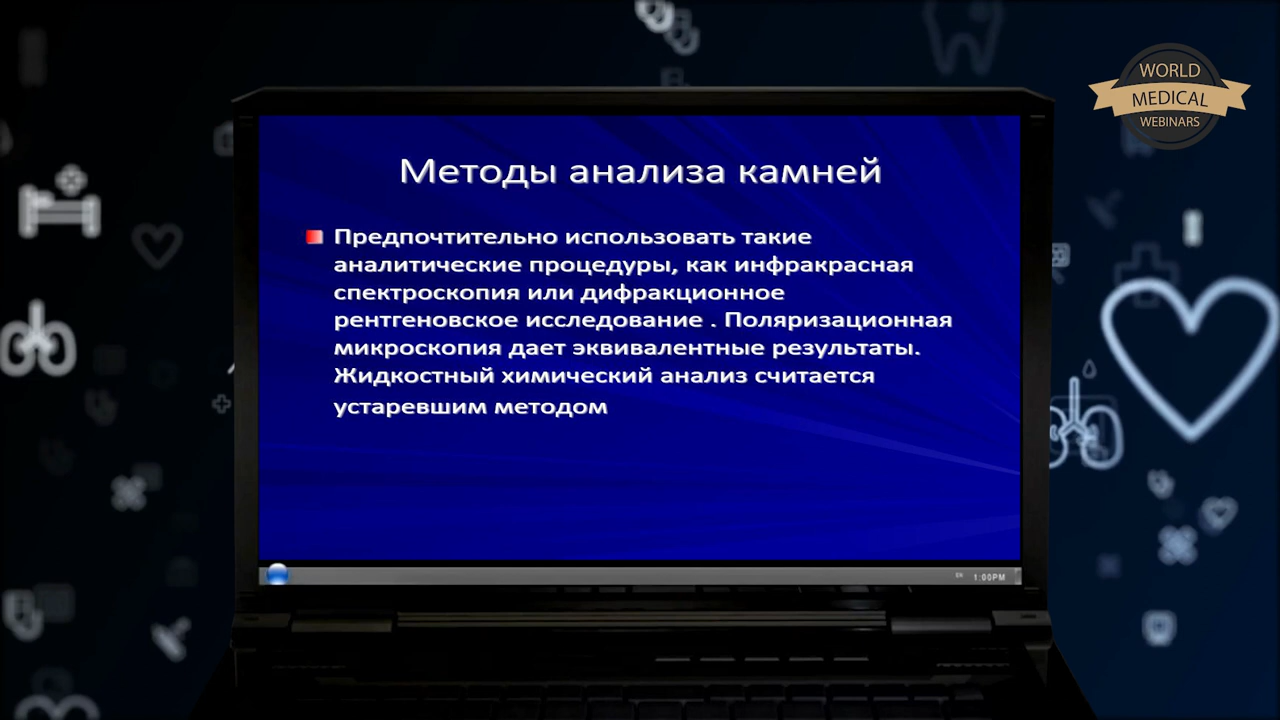 WORLD
MEDICAL
WEBINARS
Методы анализа камней
Предпочтительно использовать такие
аналитические процедуры, как инфракрасная
спектроскопия или дифракционное
рентгеновское исследование . Поляризационная
микроскопия дает эквивалентные результаты.
Жидкостный химический анализ считается
устаревшим методом
EN 1:00PM